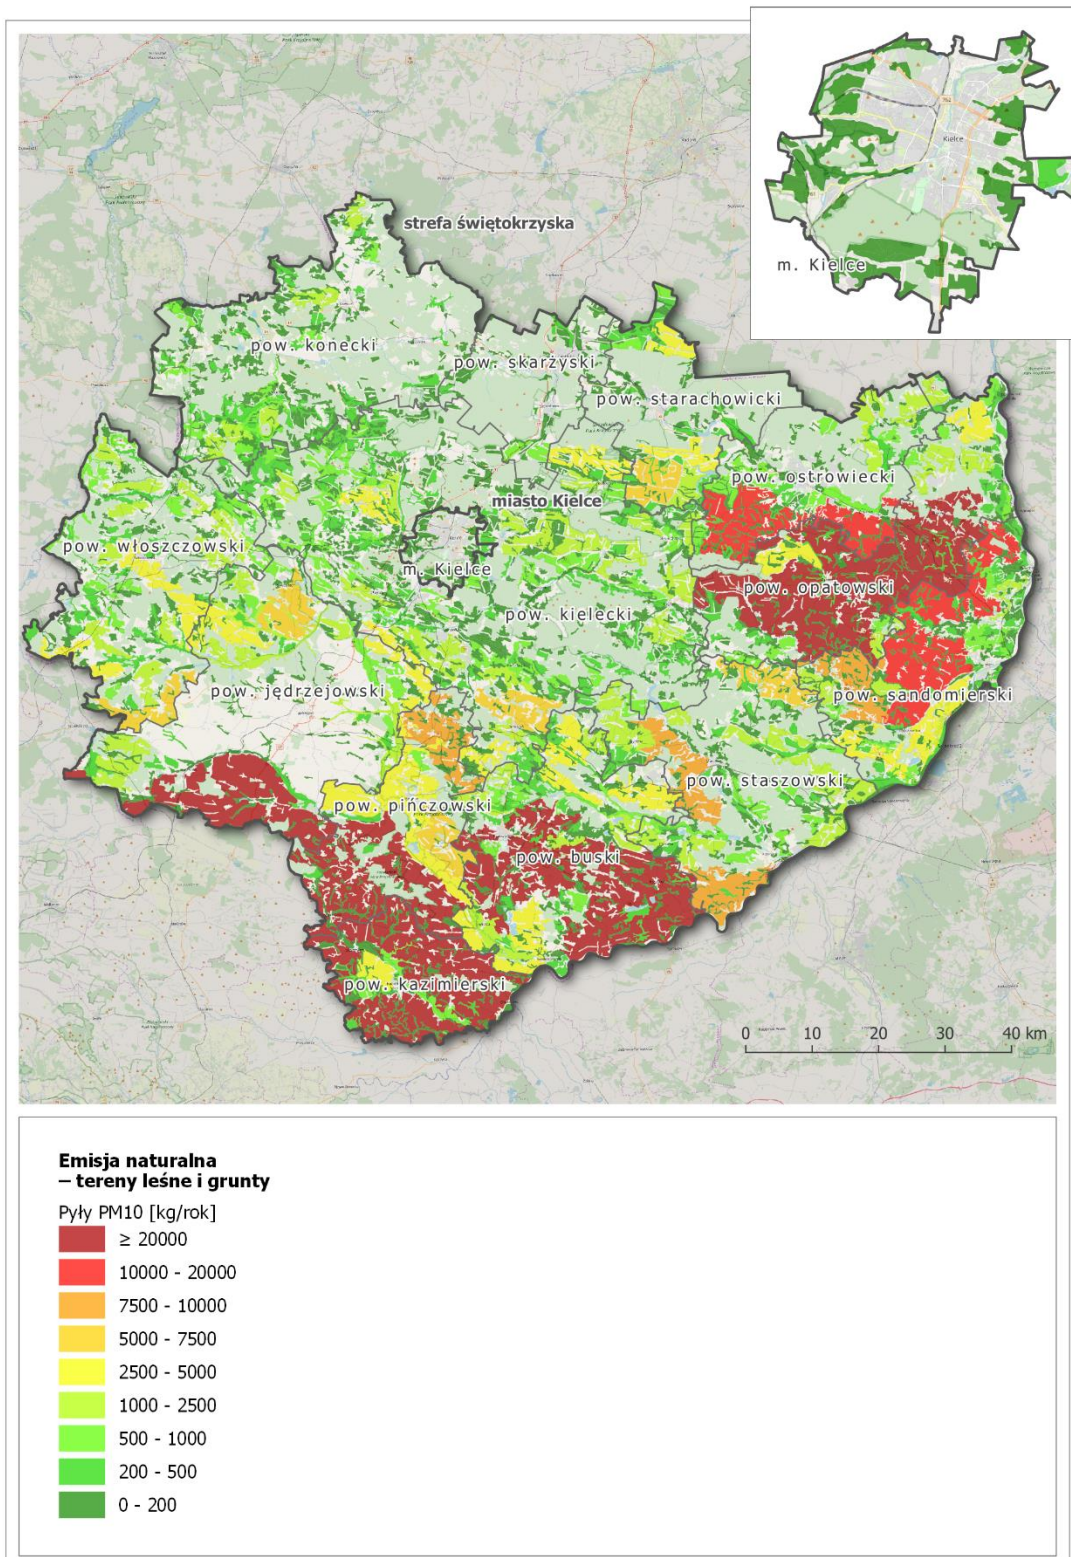 strefa świętokrzyska
752
Kielce
m. Kielce
pow. konecki
pow. skarżyski
pow. starachowicki
pow. ostrowiecki
miasto Kielce
pow. włoszczowski
m. Kielce
pow. opatowski
pow. kielecki
pow. jędrzejowski
pow. sandomierski
pow. staszowski
pow. pińczowski
pow. buski
pow. kazimierski
0 10 20 30 40 km
Emisja naturalna
– tereny leśne i grunty
Pyły PM10 [kg/rok]
≥ 20000
10000 - 20000
7500 - 10000
5000 - 7500
2500 - 5000
1000 - 2500
500 - 1000
200 - 500
0 - 200